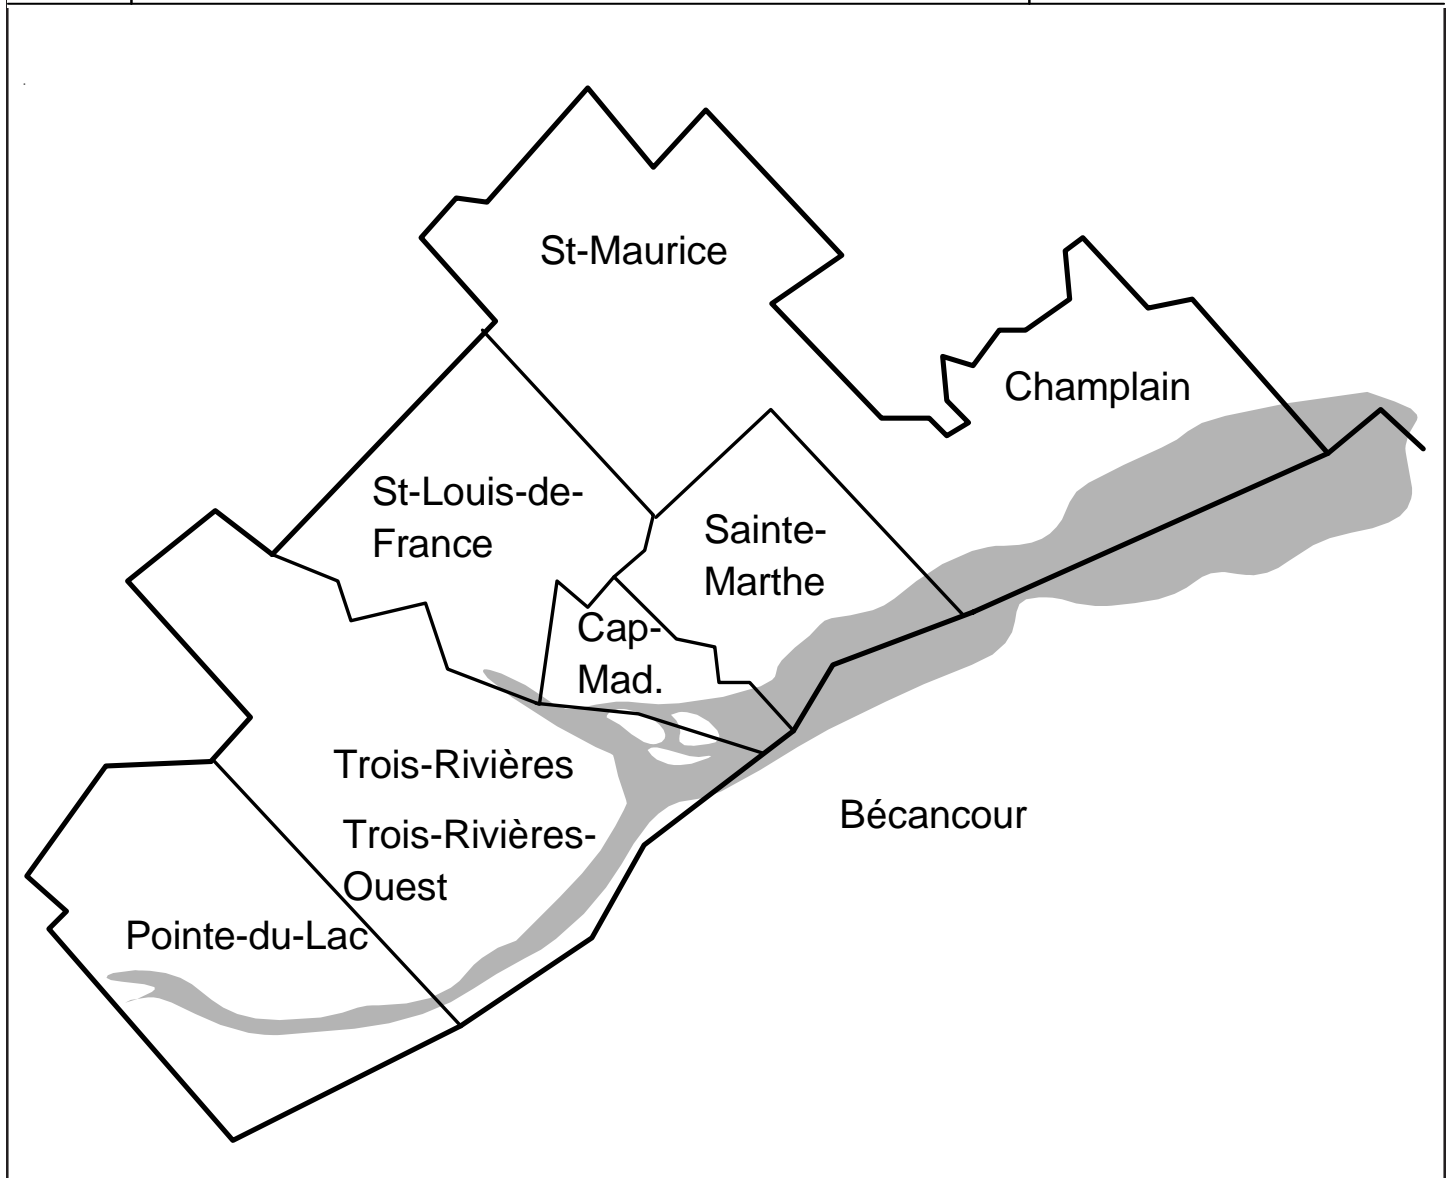 St-Maurice
Champlain
St-Louis-de-
France
Sainte-
Marthe
Cap-
Mad.
Trois-Rivières
Bécancour
Trois-Rivières-
Ouest
Pointe-du-Lac